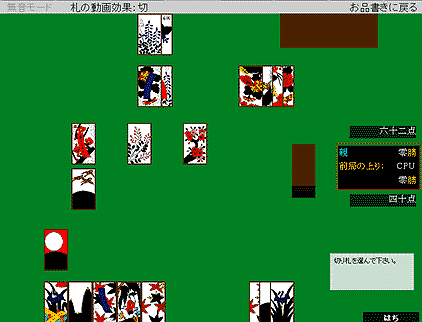 無音モード 札の動画効果:切 お品書きに戻る
六十二点
親 零勝
前局の上り: CPU
零勝
四十点
切り札を選んで下さい。
はち